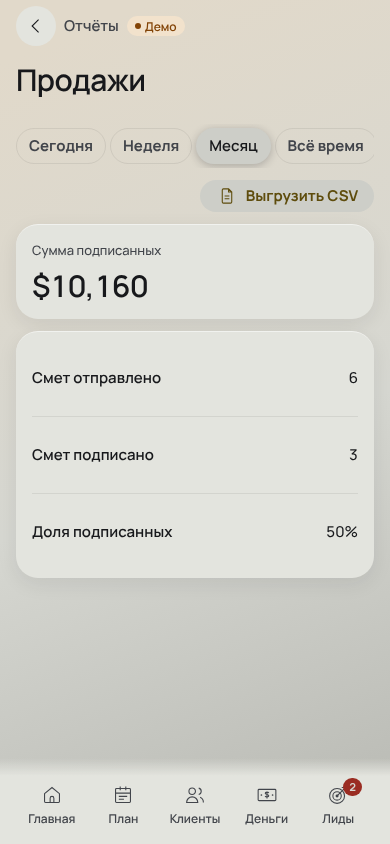 Отчёты
Демо
Продажи
Сегодня
Неделя
Месяц
Всё время
Выгрузить CSV
Сумма подписанных
$10,160
Смет отправлено
6
Смет подписано
3
Доля подписанных
50%
2
Главная
План
Клиенты
Деньги
Лиды